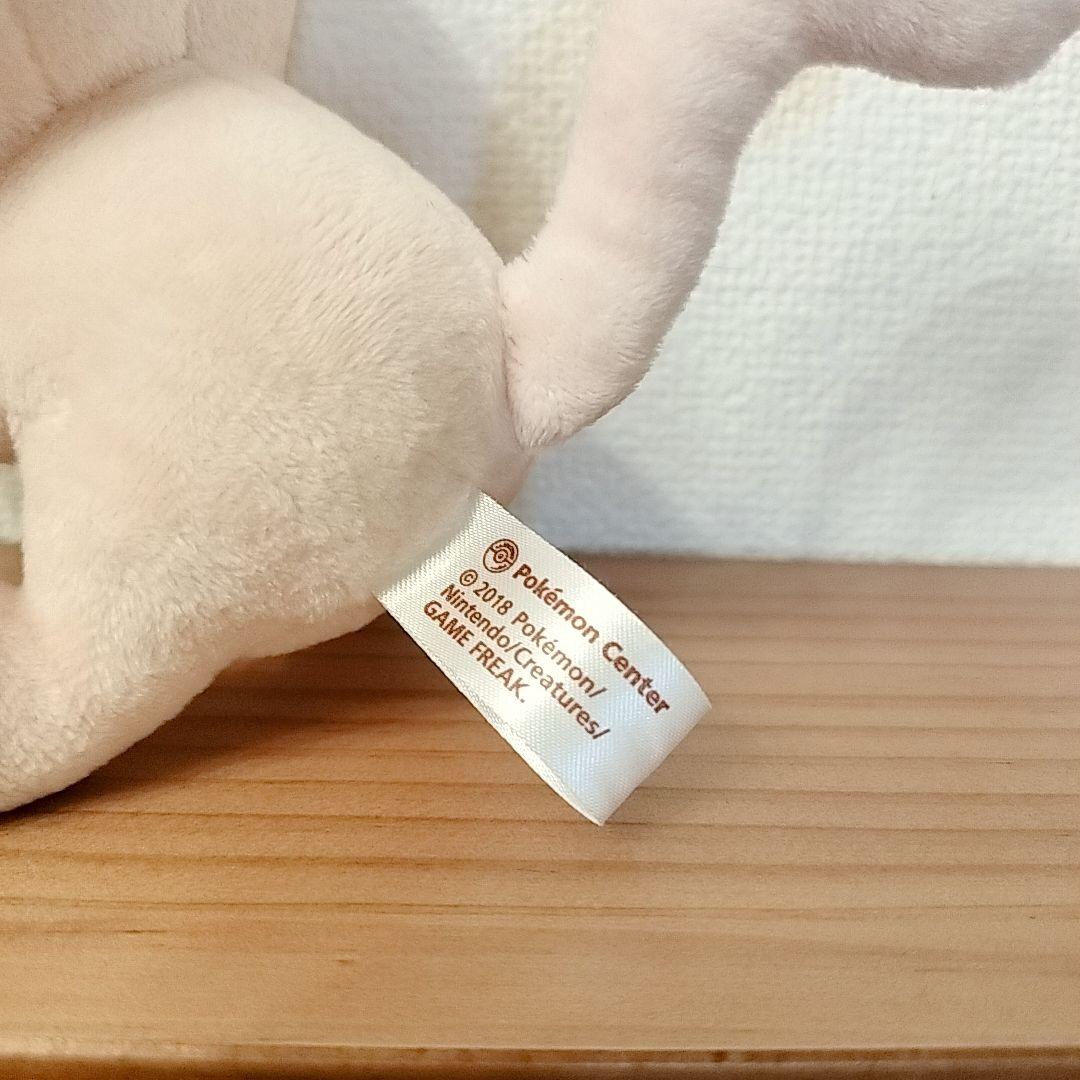 Pokémon Center
© 2018 Pokémon/
Nintendo/Creatures/
GAME FREAK.